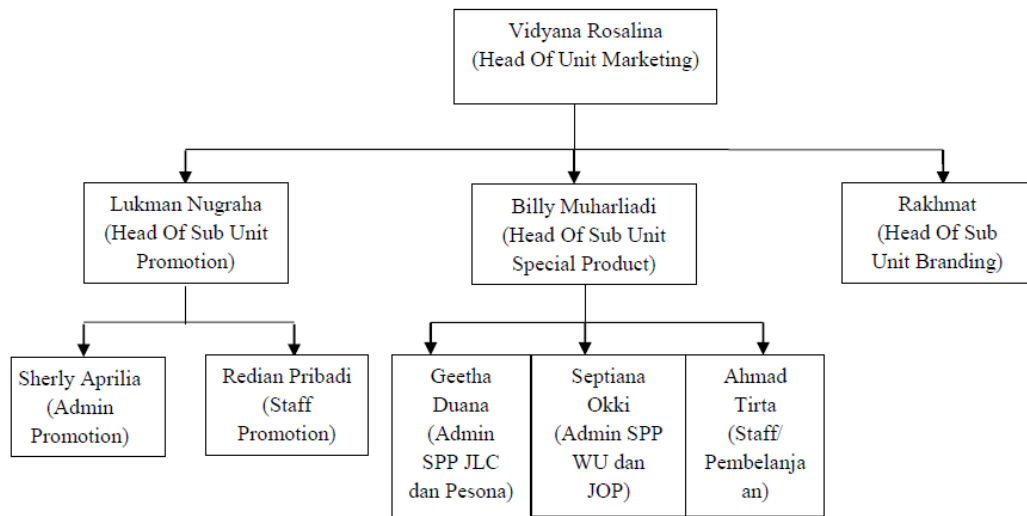 Vidyana Rosalina
(Head Of Unit Marketing)
Lukman Nugraha
(Head Of Sub Unit
Promotion)
Billy Muharliadi
(Head Of Sub Unit
Special Product)
Rakhmat
(Head Of Sub
Unit Branding)
Sherly Aprilia
(Admin
Promotion)
Redian Pribadi
(Staff
Promotion)
Geetha
Duana
(Admin
SPP JLC
dan Pesona)
Septiana
Okki
(Admin SPP
WU dan
JOP)
Ahmad
Tirta
(Staff/
Pembelanja
an)